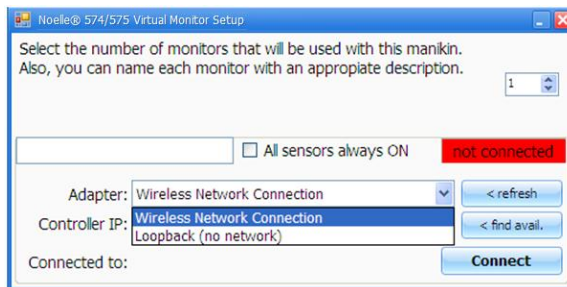 Noelle® 574/575 Virtual Monitor Setup
Select the number of monitors that will be used with this manikin.
Also, you can name each monitor with an appropiate description.
1
All sensors always ON
not connected
Adapter: Wireless Network Connection < refresh
Wireless Network Connection
Controller IP: Loopback (no network) < find avail.
Connected to: Connect